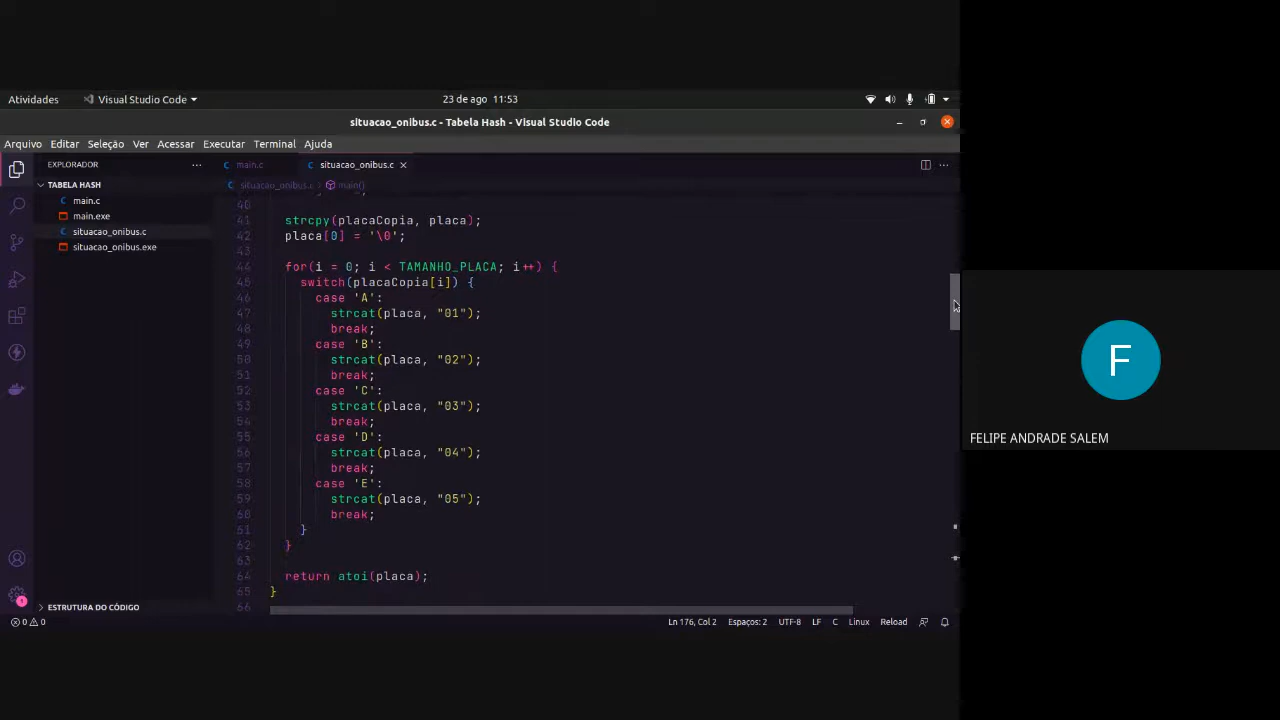 Atividades
Visual Studio Code
23 de ago 11:53
situacao_onibus.c - Tabela Hash - Visual Studio Code
Arquivo Editar Seleção Ver Acessar Executar Terminal Ajuda
EXPLORADOR
main.c
situacao_onibus.c
TABELA HASH
situacao_onibus.c
main()
main.c
main.exe
situacao_onibus.c
situacao_onibus.exe
40
41 strcpy(placaCopia, placa);
42 placa[0] = '\0';
43
44 for(i = 0; i < TAMANHO_PLACA; i++) {
45 switch(placaCopia[i]) {
46 case 'A':
47 strcat(placa, "01");
48 break;
49 case 'B':
50 strcat(placa, "02");
51 break;
52 case 'C':
53 strcat(placa, "03");
54 break;
55 case 'D':
56 strcat(placa, "04");
57 break;
58 case 'E':
59 strcat(placa, "05");
60 break;
61 }
62 }
63
64 return atoi(placa);
65 }
66
ESTRUTURA DO CÓDIGO
0 0
Ln 176, Col 2 Espaços: 2 UTF-8 LF C Linux Reload
F
FELIPE ANDRADE SALEM